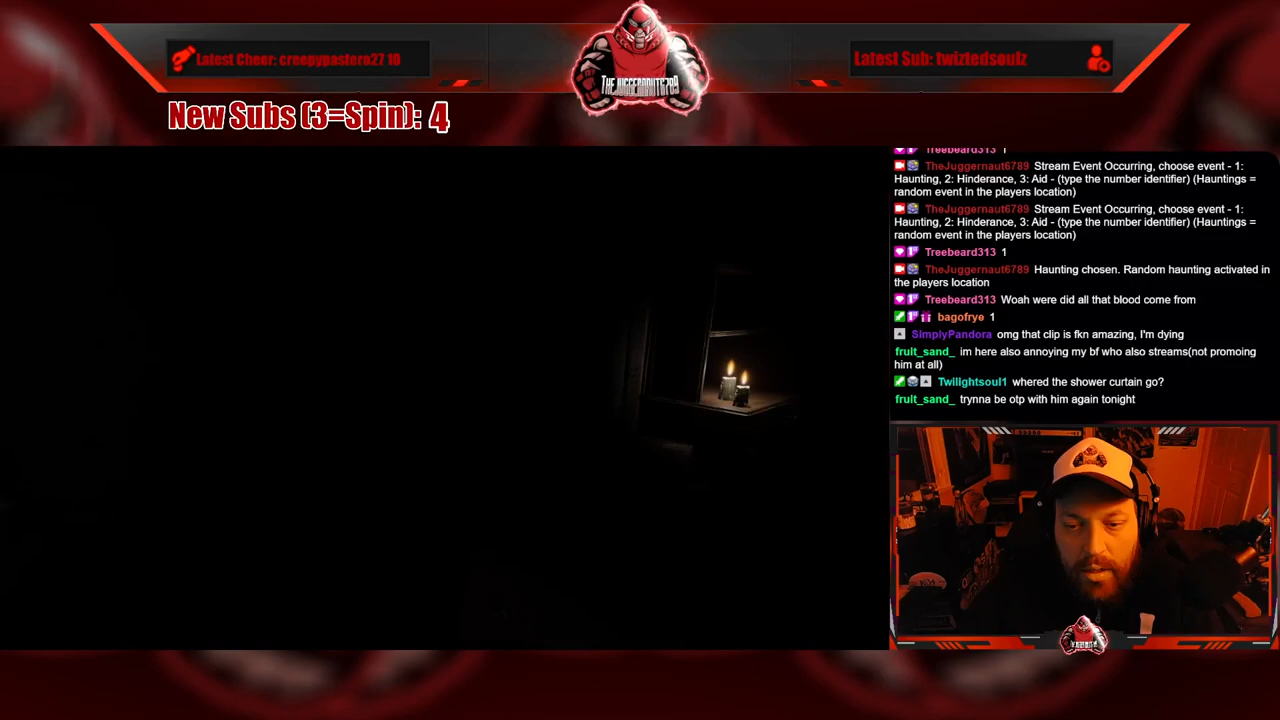 Latest Cheer: creepypastero27 10
THEJUGGERNAUT6789
Latest Sub: twiztedsoulz
New Subs (3=Spin): 4
Treebeard313 1
TheJuggernaut6789 Stream Event Occurring, choose event - 1:
Haunting, 2: Hinderance, 3: Aid - (type the number identifier) (Hauntings =
random event in the players location)
TheJuggernaut6789 Stream Event Occurring, choose event - 1:
Haunting, 2: Hinderance, 3: Aid - (type the number identifier) (Hauntings =
random event in the players location)
Treebeard313 1
TheJuggernaut6789 Haunting chosen. Random haunting activated in
the players location
Treebeard313 Woah were did all that blood come from
bagofrye 1
SimplyPandora omg that clip is fkn amazing, I'm dying
fruit_sand_ im here also annoying my bf who also streams(not promoing
him at all)
Twilightsoul1 whered the shower curtain go?
fruit_sand_ trynna be otp with him again tonight